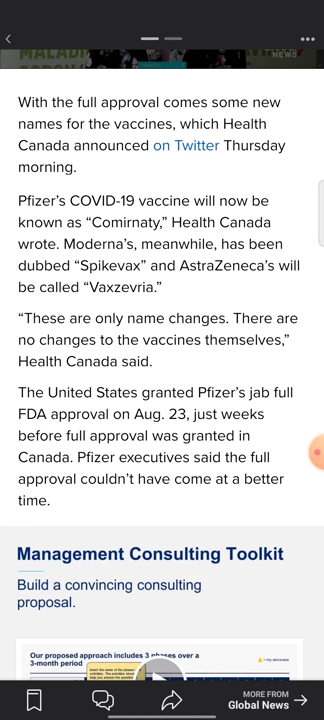 MALADI
NEWS
With the full approval comes some new
names for the vaccines, which Health
Canada announced on Twitter Thursday
morning.
Pfizer’s COVID-19 vaccine will now be
known as “Comirnaty,” Health Canada
wrote. Moderna’s, meanwhile, has been
dubbed “Spikevax” and AstraZeneca’s will
be called “Vaxzevria.”
“These are only name changes. There are
no changes to the vaccines themselves,”
Health Canada said.
The United States granted Pfizer’s jab full
FDA approval on Aug. 23, just weeks
before full approval was granted in
Canada. Pfizer executives said the full
approval couldn’t have come at a better
time.
Management Consulting Toolkit
Build a convincing consulting
proposal.
Our proposed approach includes 3 phases over a
3-month period
MORE FROM
Global News